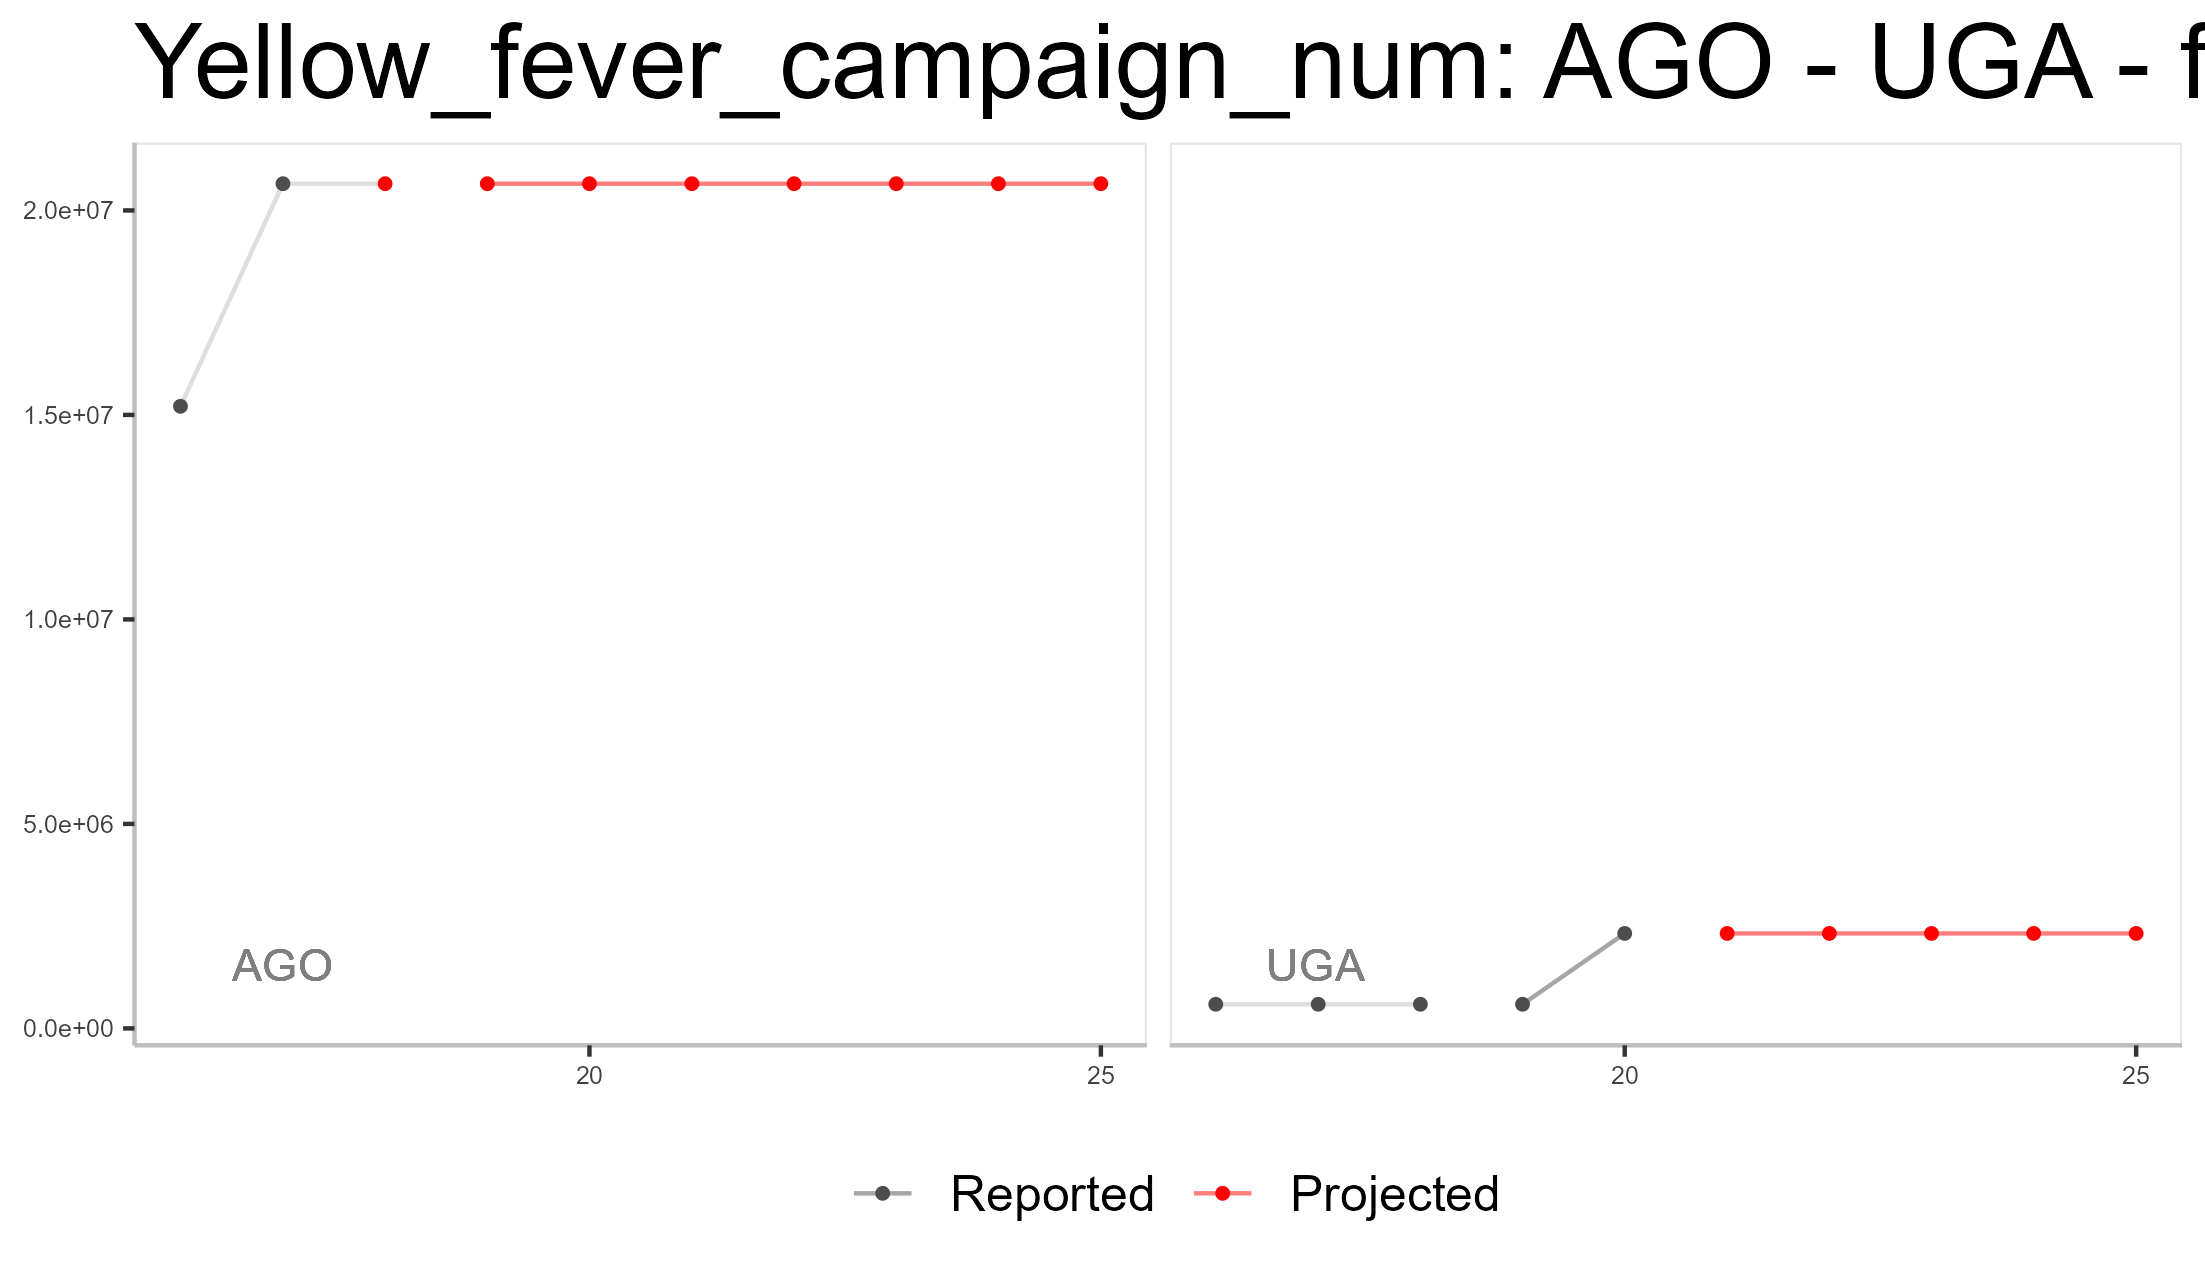 Yellow_fever_campaign_num: AGO - UGA - f
2.0e+07
1.5e+07
1.0e+07
5.0e+06
0.0e+00
AGO
UGA
20
25
20
25
Reported
Projected